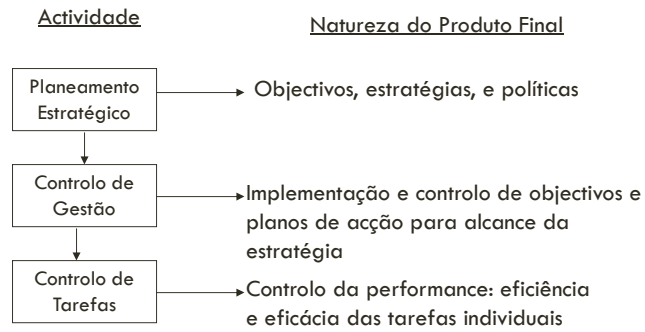 Actividade
Natureza do Produto Final
Planeamento
Estratégico
Objectivos, estratégias, e políticas
Controlo de
Gestão
Implementação e controlo de objectivos e
planos de acção para alcance da
estratégia
Controlo de
Tarefas
Controlo da performance: eficiência
e eficácia das tarefas individuais